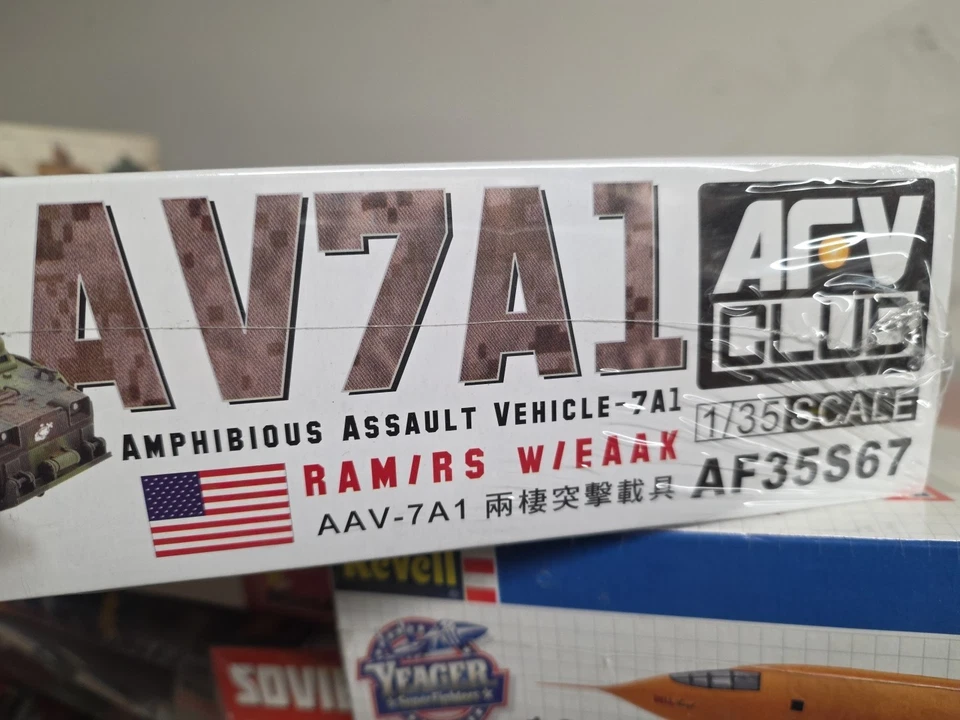 AV7A1
AFV
CLUB
AMPHIBIOUS ASSAULT VEHICLE-7A1
1/35 SCALE
RAM/RS W/EAAK
AF35S67
AAV-7A1 兩棲突擊載具
Revell
YEAGER
SuperFighters
SOVI